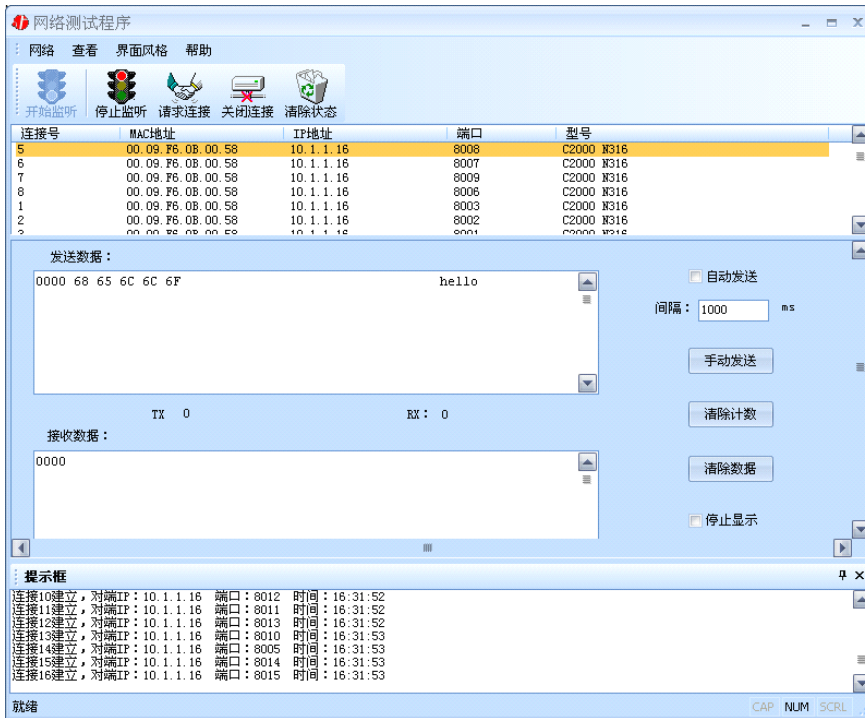 网络测试程序
网络 查看 界面风格 帮助
开始监听 停止监听 请求连接 关闭连接 清除状态
连接号 MAC地址 IP地址 端口 型号
5 00.09.F6.0B.00.58 10.1.1.16 8008 C2000 N316
6 00.09.F6.0B.00.58 10.1.1.16 8007 C2000 N316
7 00.09.F6.0B.00.58 10.1.1.16 8009 C2000 N316
8 00.09.F6.0B.00.58 10.1.1.16 8006 C2000 N316
1 00.09.F6.0B.00.58 10.1.1.16 8003 C2000 N316
2 00.09.F6.0B.00.58 10.1.1.16 8002 C2000 N316
3 00.09.F6.0B.00.58 10.1.1.16 8001 C2000 N316
发送数据：
0000 68 65 6C 6C 6F hello
自动发送
间隔： 1000 ms
手动发送
TX 0 RX： 0
清除计数
接收数据：
0000
清除数据
停止显示
提示框
连接10建立，对端IP：10.1.1.16 端口：8012 时间：16:31:52
连接11建立，对端IP：10.1.1.16 端口：8011 时间：16:31:52
连接12建立，对端IP：10.1.1.16 端口：8013 时间：16:31:52
连接13建立，对端IP：10.1.1.16 端口：8010 时间：16:31:53
连接14建立，对端IP：10.1.1.16 端口：8005 时间：16:31:53
连接15建立，对端IP：10.1.1.16 端口：8014 时间：16:31:53
连接16建立，对端IP：10.1.1.16 端口：8015 时间：16:31:53
就绪 CAP NUM SCRL